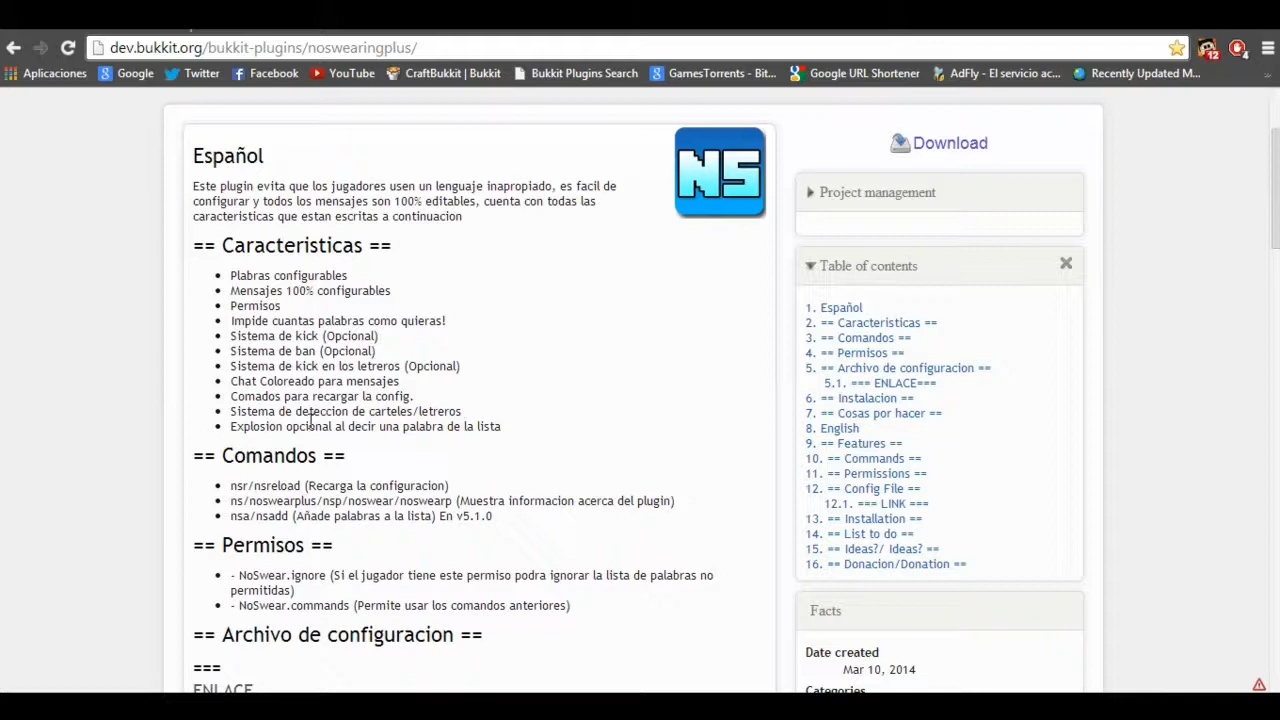 dev.bukkit.org/bukkit-plugins/noswearingplus/
12
4
Aplicaciones
Google
Twitter
Facebook
YouTube
CraftBukkit | Bukkit
Bukkit Plugins Search
GamesTorrents - Bit...
Google URL Shortener
AdFly - El servicio ac...
Recently Updated M...
Español
NS
Este plugin evita que los jugadores usen un lenguaje inapropiado, es facil de
configurar y todos los mensajes son 100% editables, cuenta con todas las
caracteristicas que estan escritas a continuacion
== Caracteristicas ==
Plabras configurables
Mensajes 100% configurables
Permisos
Impide cuantas palabras como quieras!
Sistema de kick (Opcional)
Sistema de ban (Opcional)
Sistema de kick en los letreros (Opcional)
Chat Coloreado para mensajes
Comados para recargar la config.
Sistema de deteccion de carteles/letreros
Explosion opcional al decir una palabra de la lista
== Comandos ==
nsr/nsreload (Recarga la configuracion)
ns/noswearplus/nsp/noswear/noswearp (Muestra informacion acerca del plugin)
nsa/nsadd (Añade palabras a la lista) En v5.1.0
== Permisos ==
- NoSwear.ignore (Si el jugador tiene este permiso podra ignorar la lista de palabras no
permitidas)
- NoSwear.commands (Permite usar los comandos anteriores)
== Archivo de configuracion ==
===
ENLACE
Download
Project management
Table of contents
1. Español
2. == Caracteristicas ==
3. == Comandos ==
4. == Permisos ==
5. == Archivo de configuracion ==
5.1. === ENLACE===
6. == Instalacion ==
7. == Cosas por hacer ==
8. English
9. == Features ==
10. == Commands ==
11. == Permissions ==
12. == Config File ==
12.1. === LINK ===
13. == Installation ==
14. == List to do ==
15. == Ideas?/ Ideas? ==
16. == Donacion/Donation ==
Facts
Date created
Mar 10, 2014
Categories